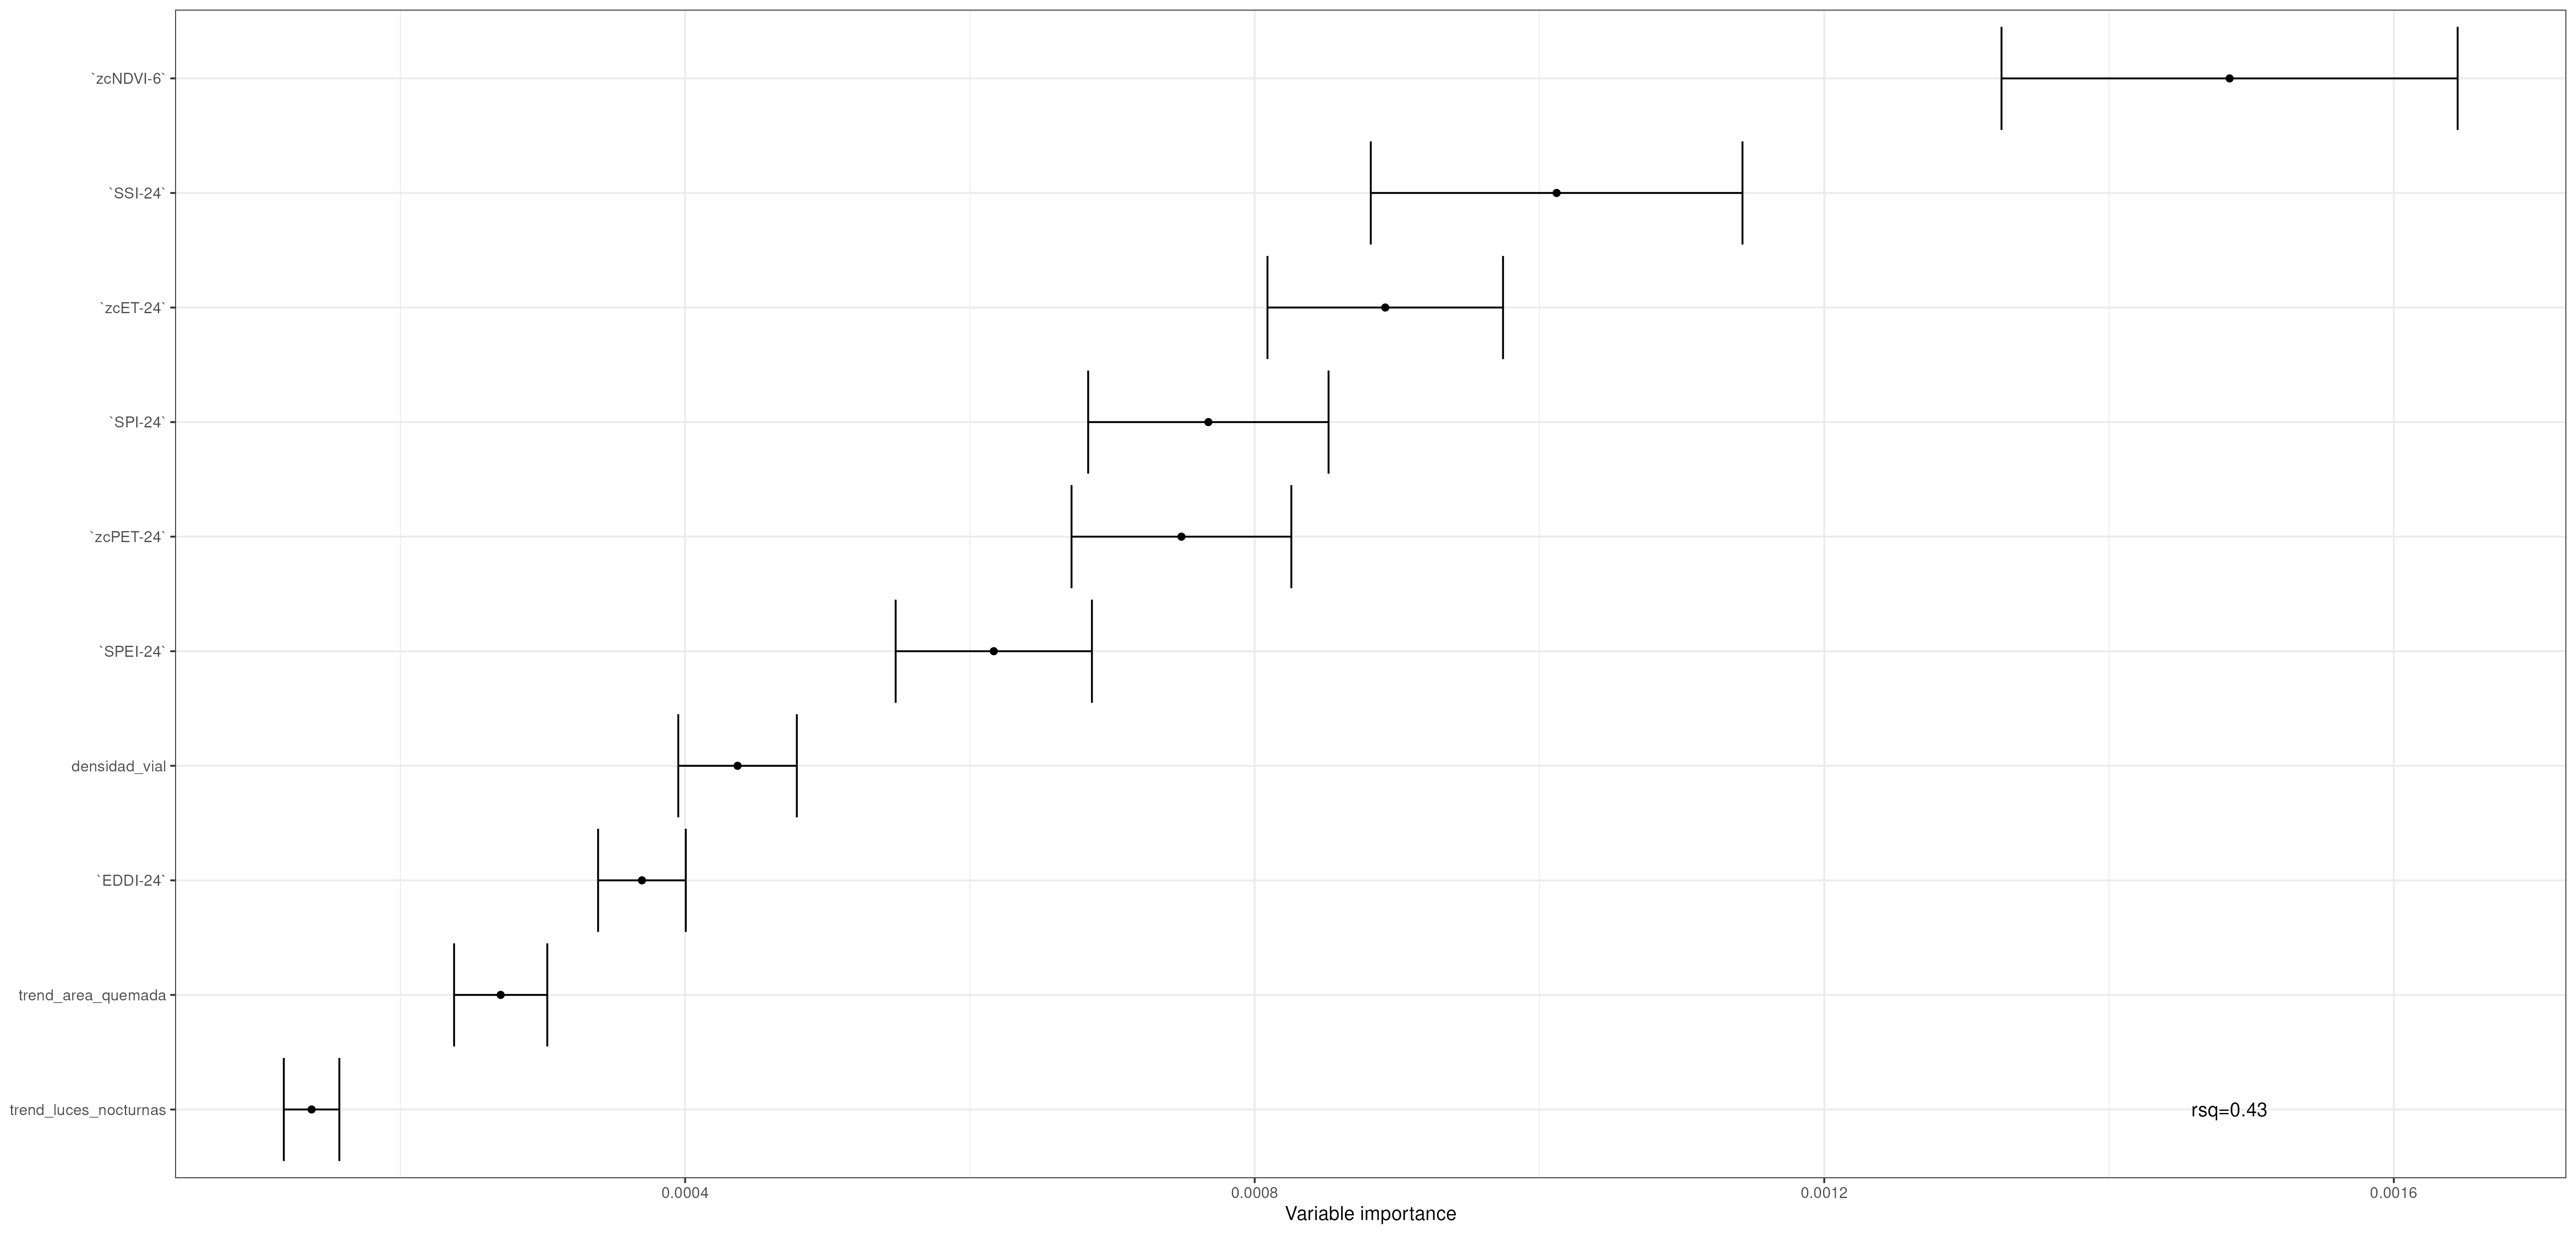 `zcNDVI-6`
`SSI-24`
`zcET-24`
`SPI-24`
`zcPET-24`
`SPEI-24`
densidad_vial
`EDDI-24`
trend_area_quemada
trend_luces_nocturnas
rsq=0.43
0.0004 0.0008 0.0012 0.0016
Variable importance